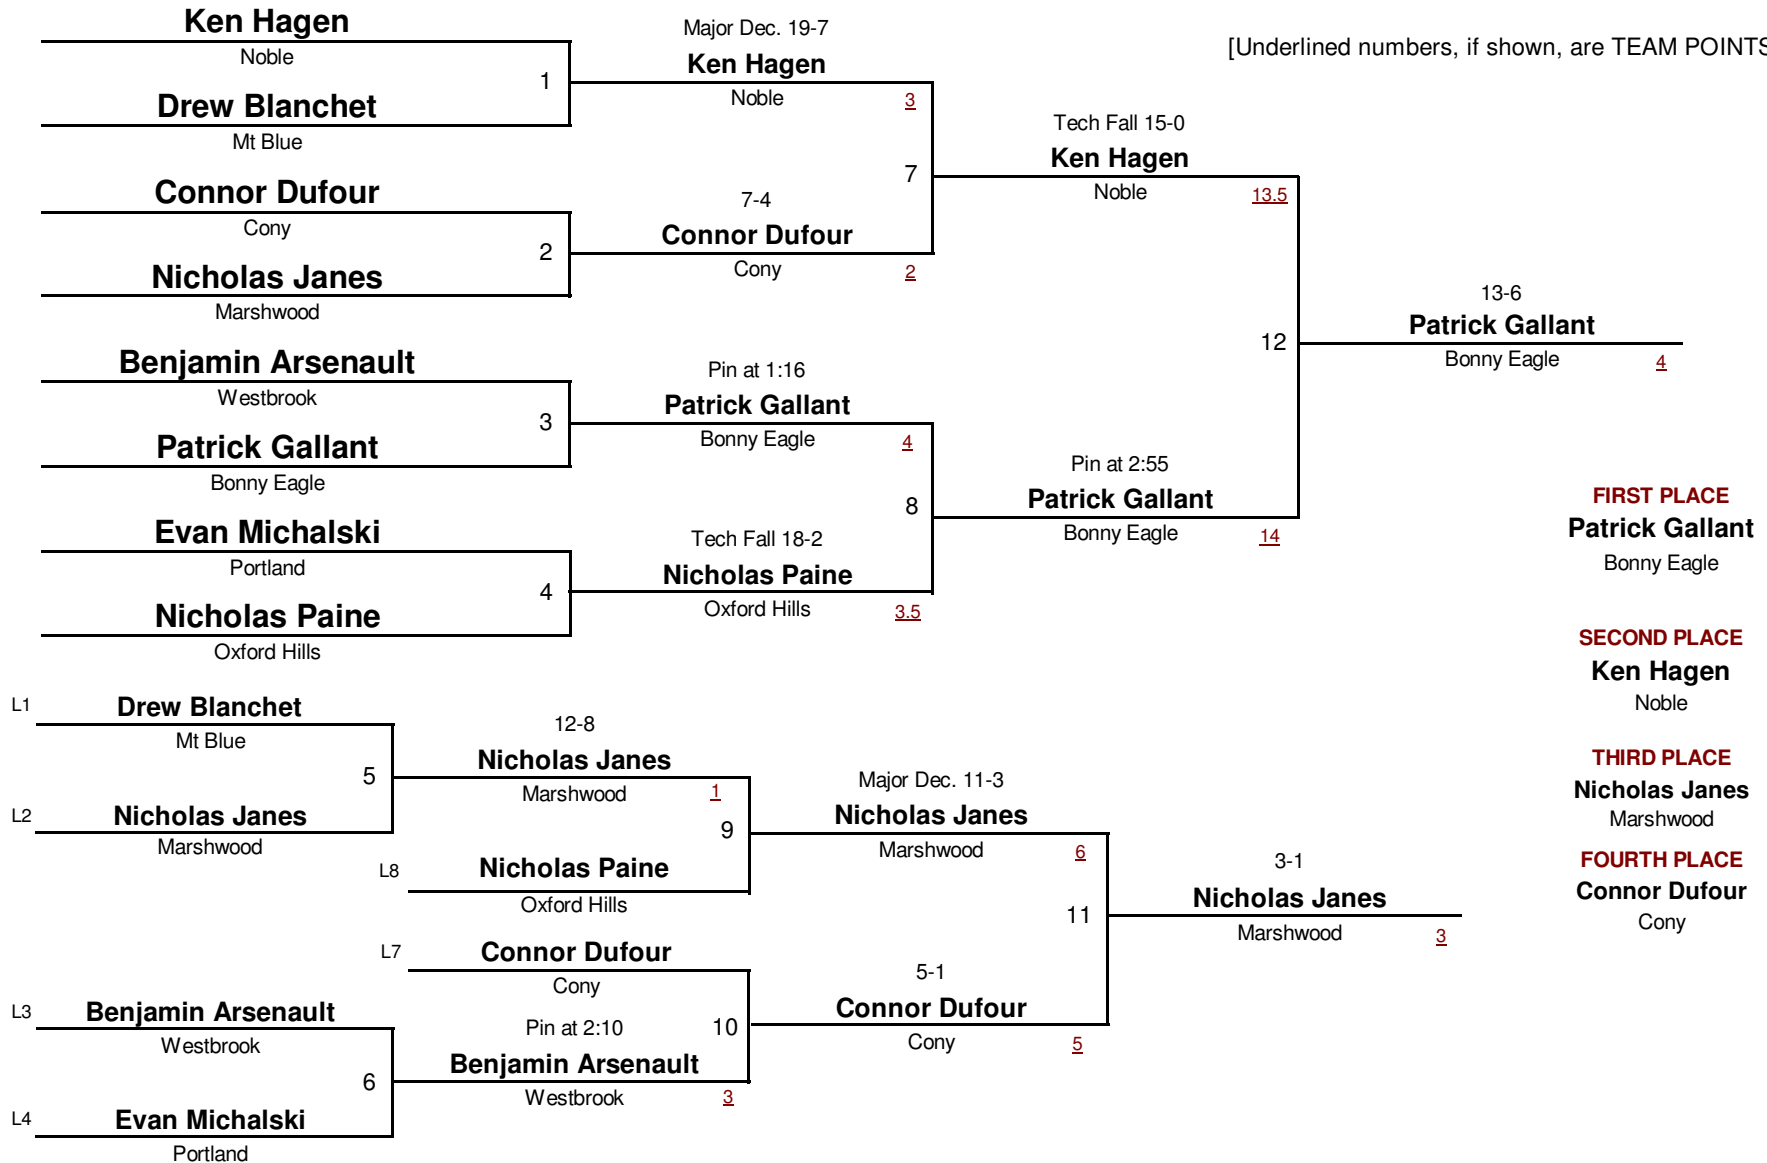 Ken Hagen
Noble
1
Drew Blanchet
Mt Blue
Connor Dufour
Cony
2
Nicholas Janes
Marshwood
Benjamin Arsenault
Westbrook
3
Patrick Gallant
Bonny Eagle
Evan Michalski
Portland
4
Nicholas Paine
Oxford Hills
Major Dec. 19-7
Ken Hagen
Noble
3
7
7-4
Connor Dufour
Cony
2
Pin at 1:16
Patrick Gallant
Bonny Eagle
4
8
Tech Fall 18-2
Nicholas Paine
Oxford Hills
3.5
[Underlined numbers, if shown, are TEAM POINTS
Tech Fall 15-0
Ken Hagen
Noble
13.5
12
Pin at 2:55
Patrick Gallant
Bonny Eagle
14
13-6
Patrick Gallant
Bonny Eagle
4
L1
Drew Blanchet
Mt Blue
5
L2
Nicholas Janes
Marshwood
12-8
Nicholas Janes
Marshwood
1
9
L8
Nicholas Paine
Oxford Hills
L7
Connor Dufour
Cony
10
L3
Benjamin Arsenault
Westbrook
6
L4
Evan Michalski
Portland
Pin at 2:10
Benjamin Arsenault
Westbrook
3
Major Dec. 11-3
Nicholas Janes
Marshwood
6
11
5-1
Connor Dufour
Cony
5
3-1
Nicholas Janes
Marshwood
3
FIRST PLACE
Patrick Gallant
Bonny Eagle
SECOND PLACE
Ken Hagen
Noble
THIRD PLACE
Nicholas Janes
Marshwood
FOURTH PLACE
Connor Dufour
Cony